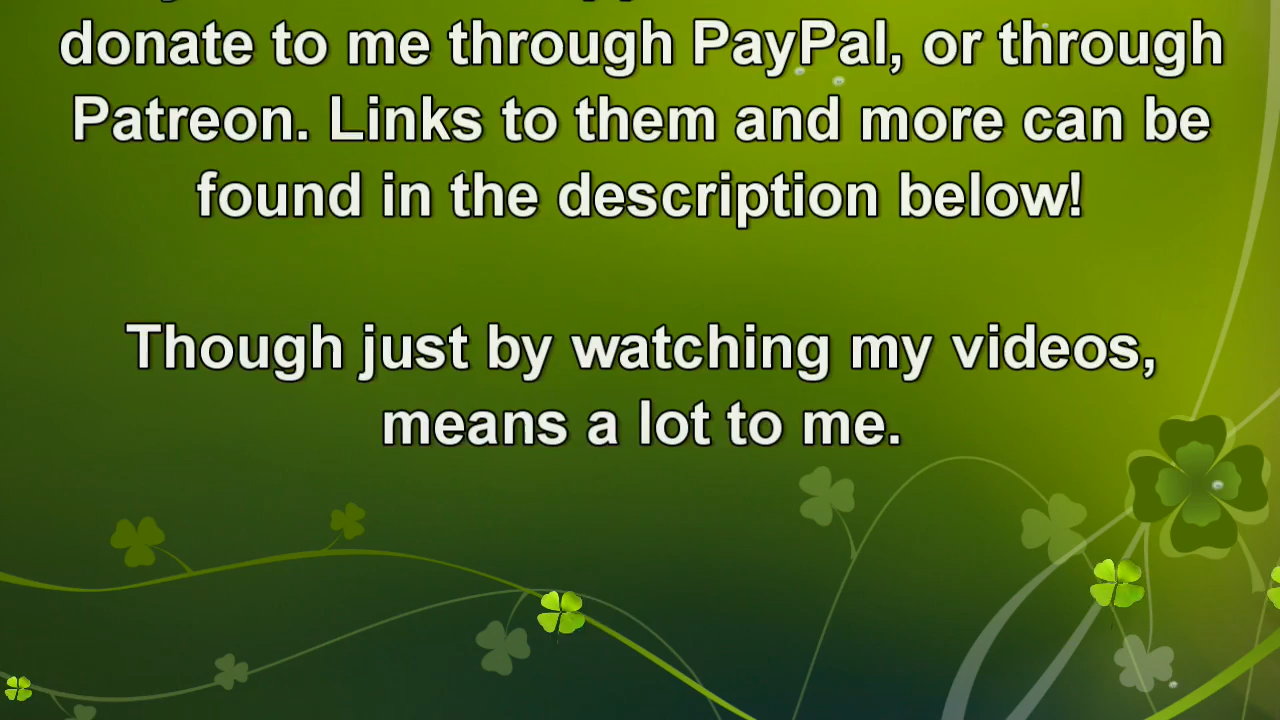 donate to me through PayPal, or through
Patreon. Links to them and more can be
found in the description below!
Though just by watching my videos,
means a lot to me.